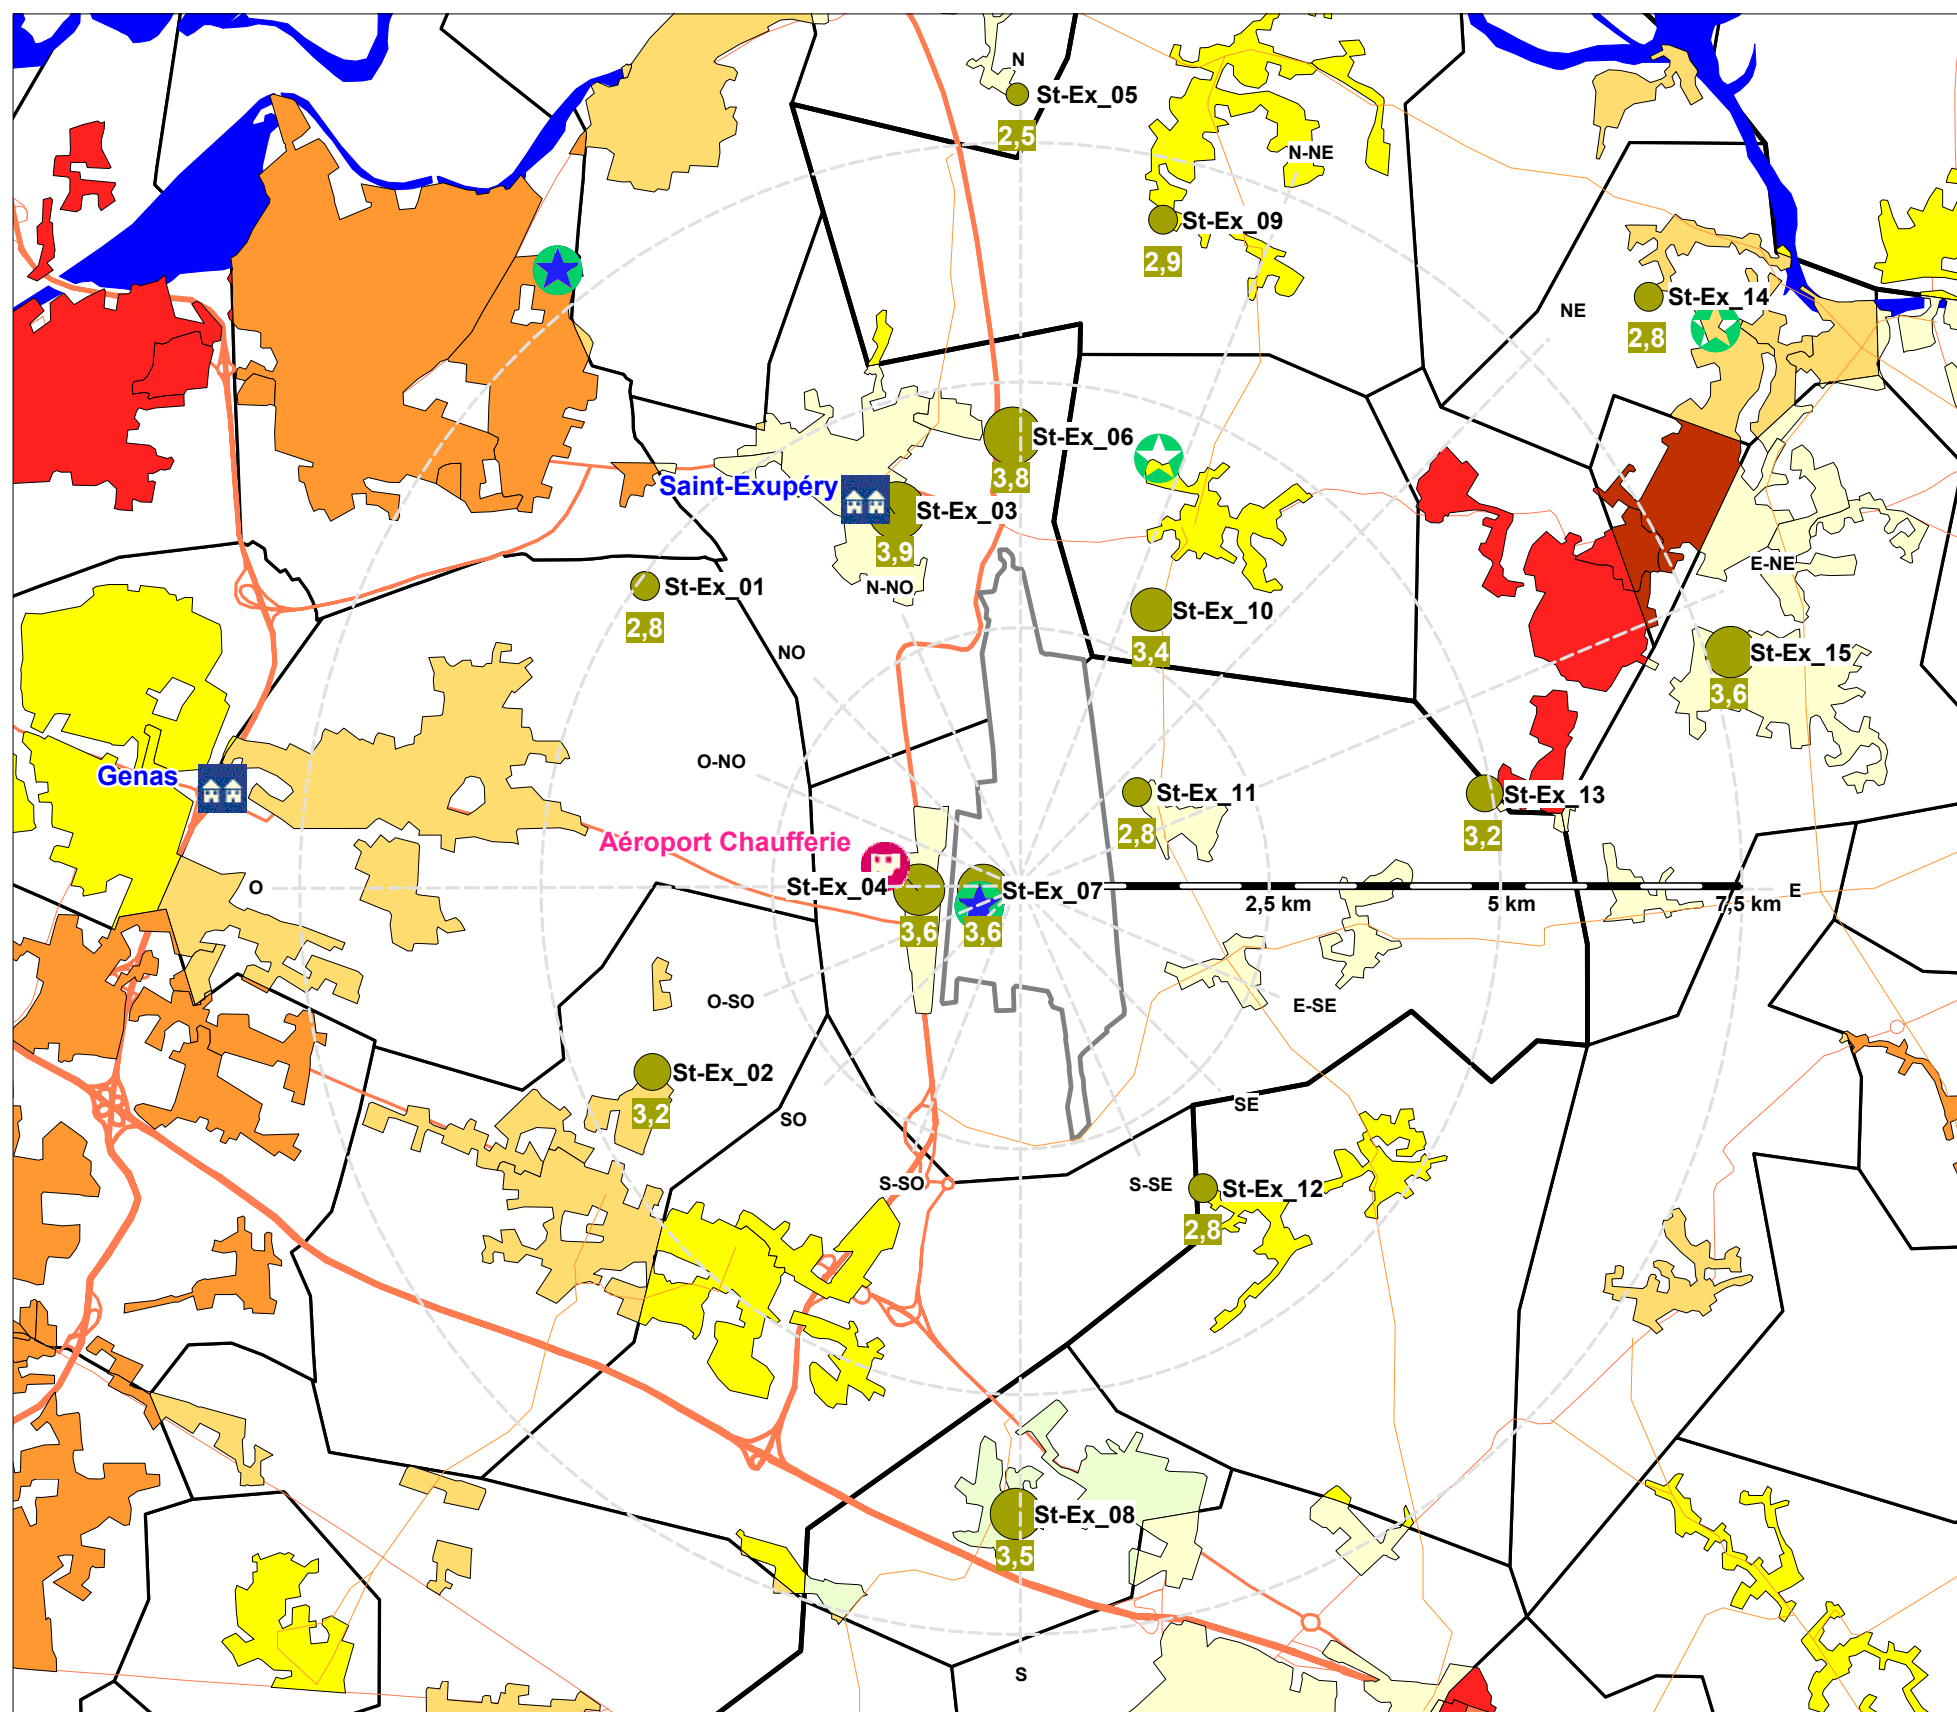 N
St-Ex_05
2,5
N-NE
St-Ex_09
2,9
NE
St-Ex_14
2,8
St-Ex_06
3,8
Saint-Exupéry
St-Ex_03
3,9
N-NO
St-Ex_01
2,8
E-NE
St-Ex_10
3,4
NO
St-Ex_15
3,6
O-NO
Genas
St-Ex_11
2,8
St-Ex_13
3,2
Aéroport Chaufferie
O
St-Ex_04
3,6
St-Ex_07
3,6
2,5 km
5 km
7,5 km
E
O-SO
E-SE
St-Ex_02
3,2
SO
SE
S-SO
S-SE
St-Ex_12
2,8
St-Ex_08
3,5
S